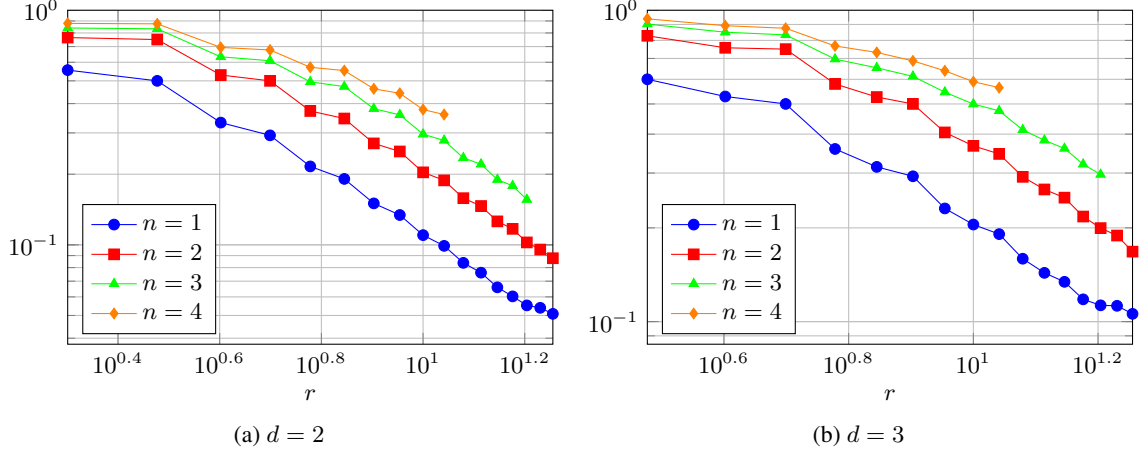 10^0
10^{-1}
n = 1
n = 2
n = 3
n = 4
10^{0.4} 10^{0.6} 10^{0.8} 10^1 10^{1.2}
r
(a) d = 2
10^0
10^{-1}
n = 1
n = 2
n = 3
n = 4
10^{0.6} 10^{0.8} 10^1 10^{1.2}
r
(b) d = 3